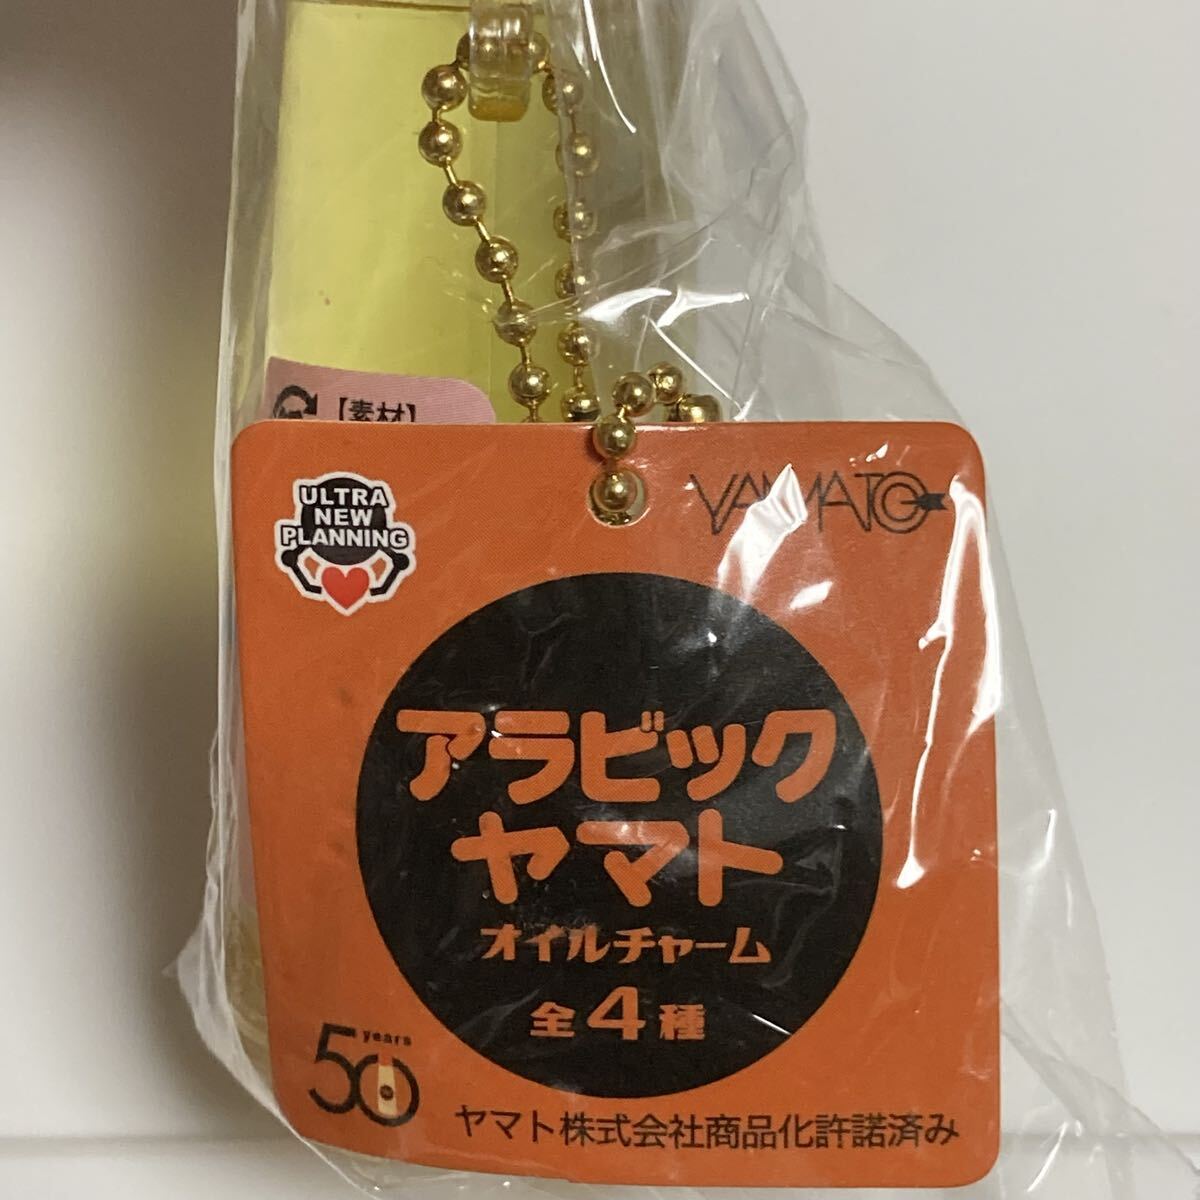 【素材】
ULTRA
NEW
PLANNING
YAMATO
アラビック
ヤマト
オイルチャーム
全4種
50 years
ヤマト株式会社商品化許諾済み